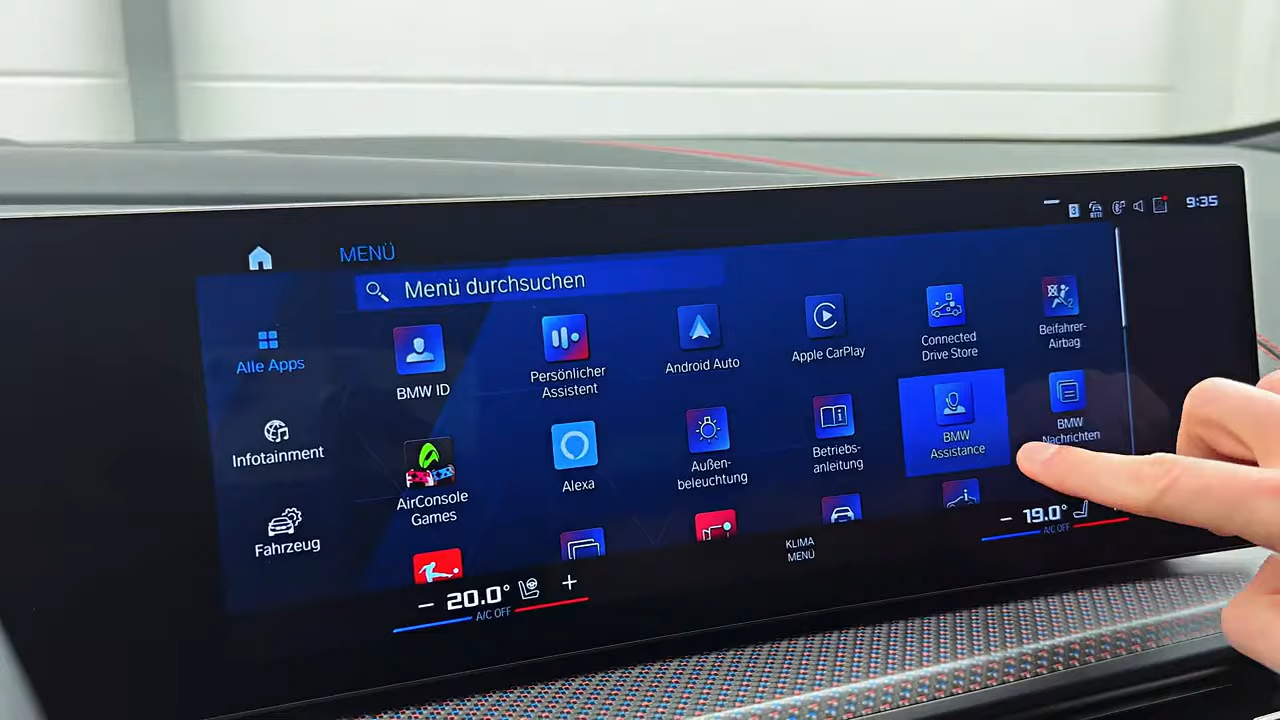 9:35
MENÜ
Menü durchsuchen
Alle Apps
Infotainment
Fahrzeug
BMW ID
Persönlicher
Assistent
Android Auto
Apple CarPlay
Connected
Drive Store
Beifahrer-
Airbag
AirConsole
Games
Alexa
Außen-
beleuchtung
Betriebs-
anleitung
BMW
Assistance
BMW
Nachrichten
− 20.0° +
A/C OFF
KLIMA
MENÜ
− 19.0°
A/C OFF